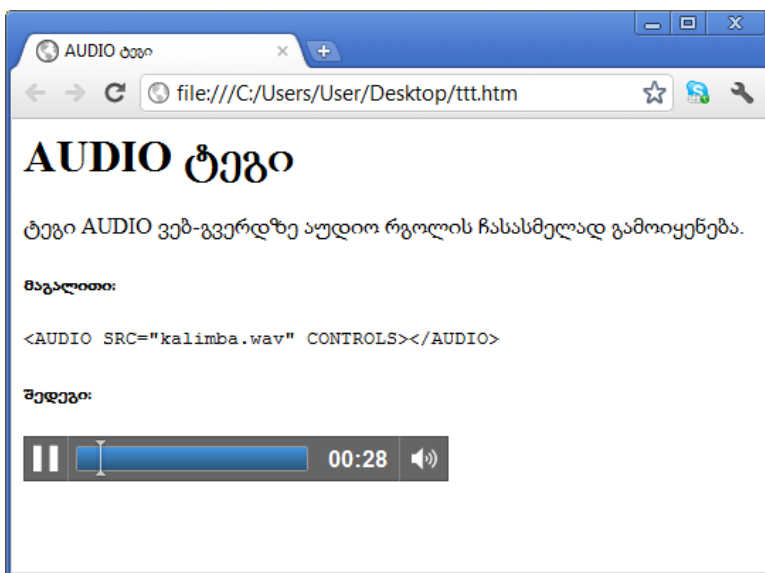 AUDIO ტეგი
file:///C:/Users/User/Desktop/ttt.htm
AUDIO ტეგი
ტეგი AUDIO ვებ-გვერდზე აუდიო რგოლის ჩასასმელად გამოიყენება.
მაგალითი:
<AUDIO SRC="kalimba.wav" CONTROLS></AUDIO>
შედეგი:
00:28